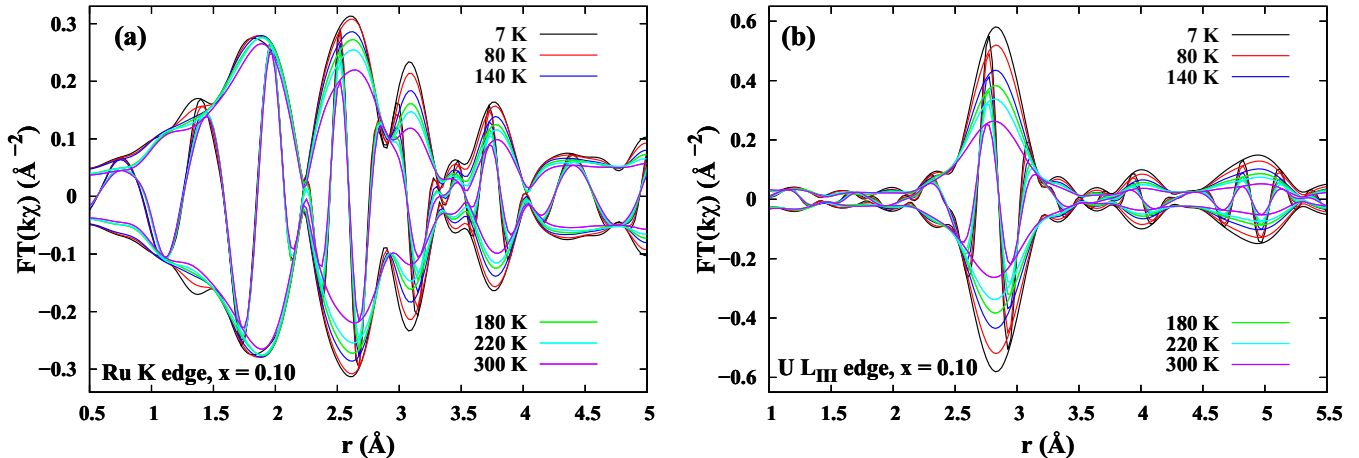 (a)
7 K
80 K
140 K
180 K
220 K
300 K
Ru K edge, x = 0.10
FT(kχ) (Å⁻²)
0.3
0.2
0.1
0
−0.1
−0.2
−0.3
0.5 1 1.5 2 2.5 3 3.5 4 4.5 5
r (Å)
(b)
7 K
80 K
140 K
180 K
220 K
300 K
U L_III edge, x = 0.10
FT(kχ) (Å⁻²)
0.6
0.4
0.2
0
−0.2
−0.4
−0.6
1 1.5 2 2.5 3 3.5 4 4.5 5 5.5
r (Å)